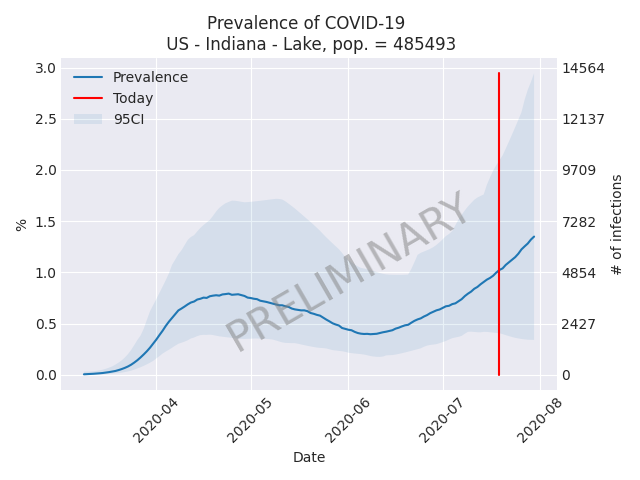 Prevalence of COVID-19
US - Indiana - Lake, pop. = 485493
3.0
2.5
2.0
1.5
1.0
0.5
0.0
%
Prevalence
Today
95CI
PRELIMINARY
14564
12137
9709
7282
4854
2427
0
# of infections
2020-04
2020-05
2020-06
2020-07
2020-08
Date